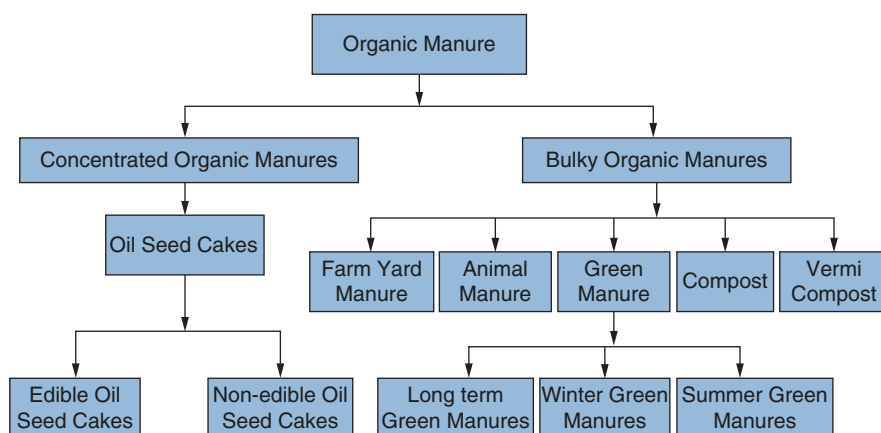 Organic Manure
Concentrated Organic Manures
Bulky Organic Manures
Oil Seed Cakes
Farm Yard
Manure
Animal
Manure
Green
Manure
Compost
Vermi
Compost
Edible Oil
Seed Cakes
Non-edible Oil
Seed Cakes
Long term
Green Manures
Winter Green
Manures
Summer Green
Manures